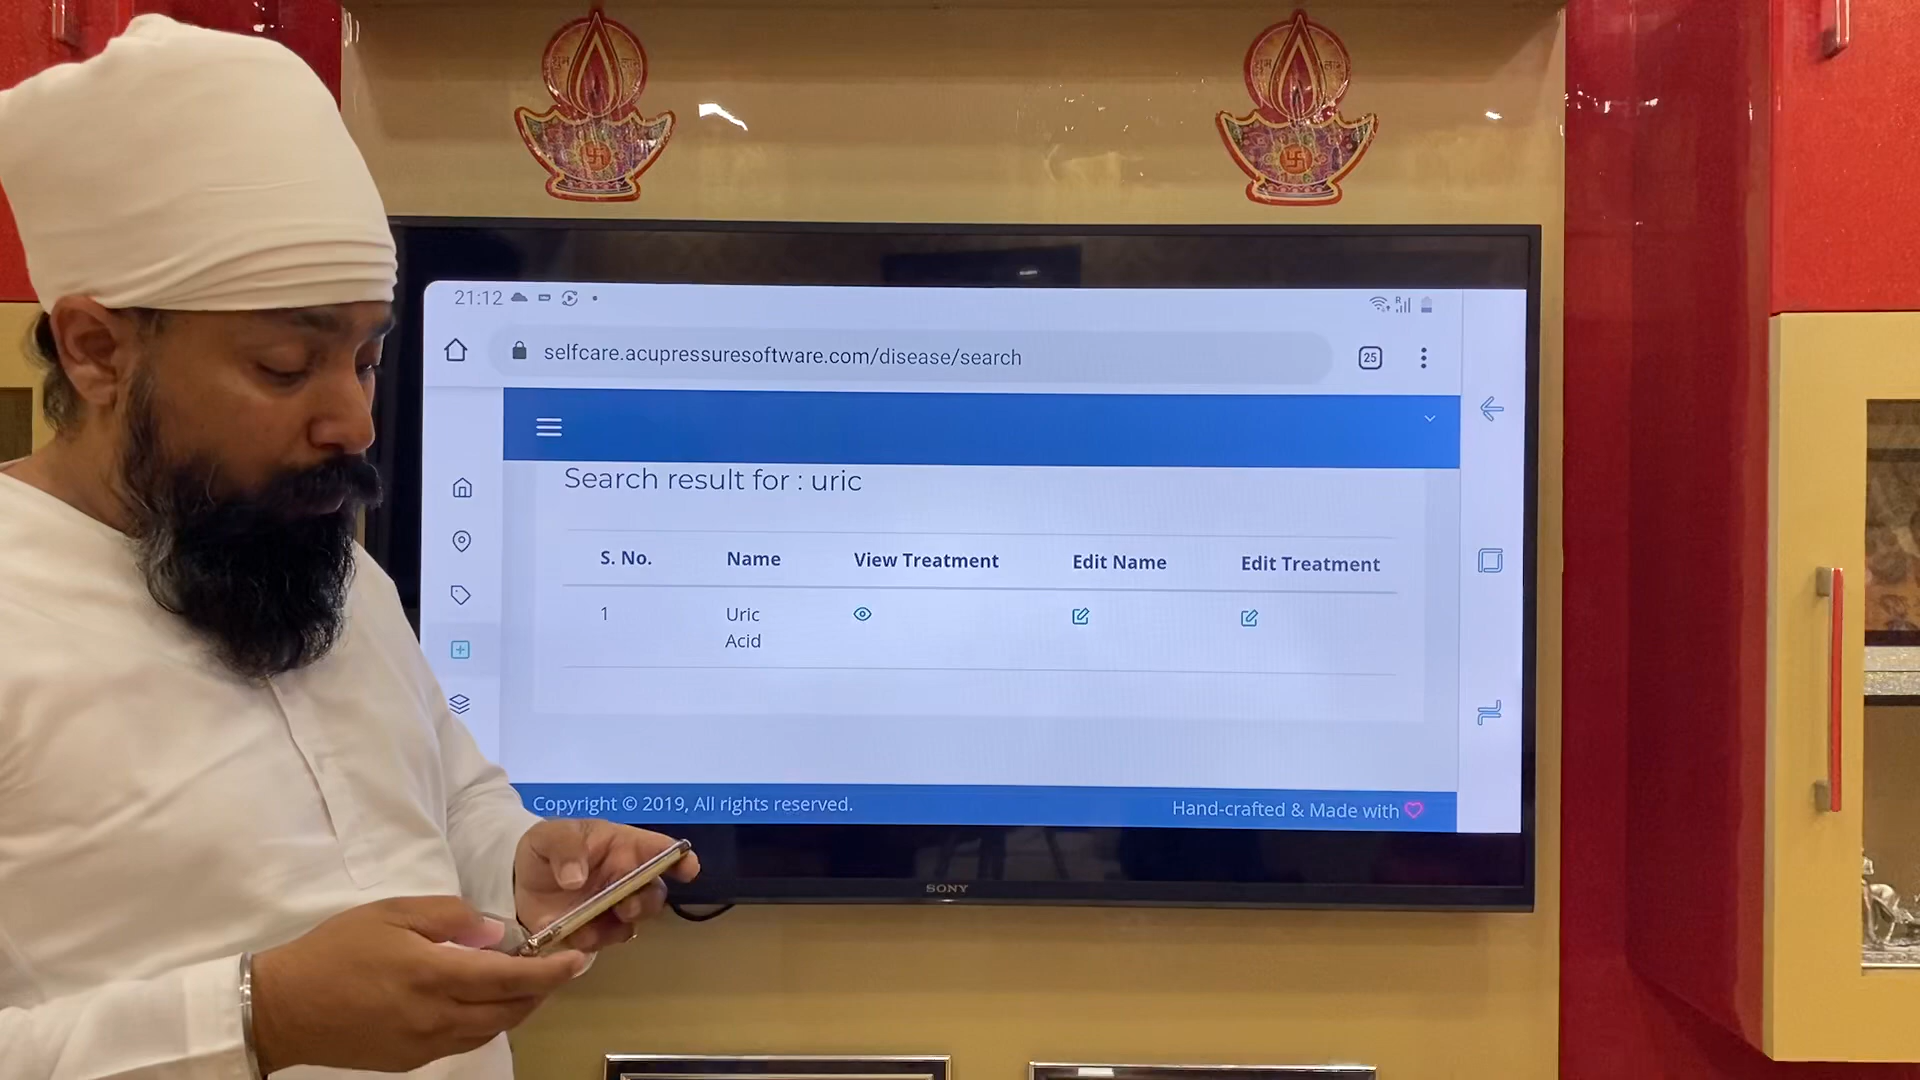 शुभ लाभ
शुभ लाभ
21:12
selfcare.acupressuresoftware.com/disease/search
25
Search result for : uric
S. No. Name View Treatment Edit Name Edit Treatment
1 Uric Acid
Copyright © 2019, All rights reserved. Hand-crafted & Made with
SONY